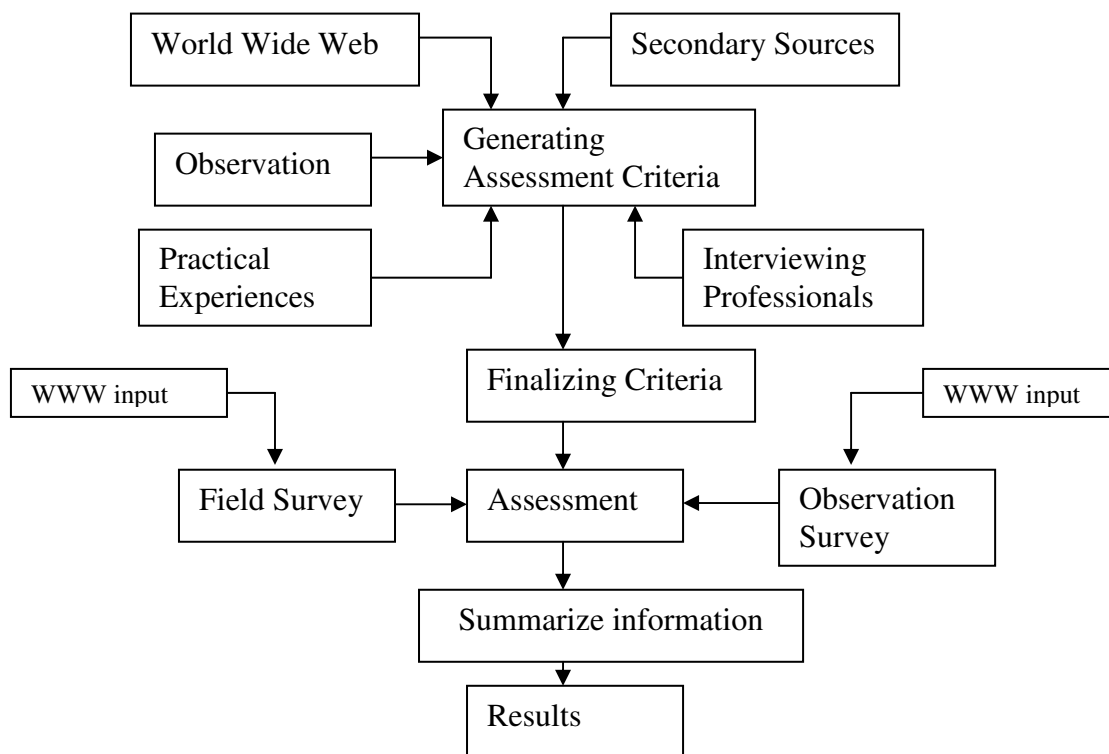 World Wide Web
Secondary Sources
Generating
Assessment Criteria
Observation
Practical
Experiences
Interviewing
Professionals
Finalizing Criteria
WWW input
WWW input
Field Survey
Assessment
Observation
Survey
Summarize information
Results